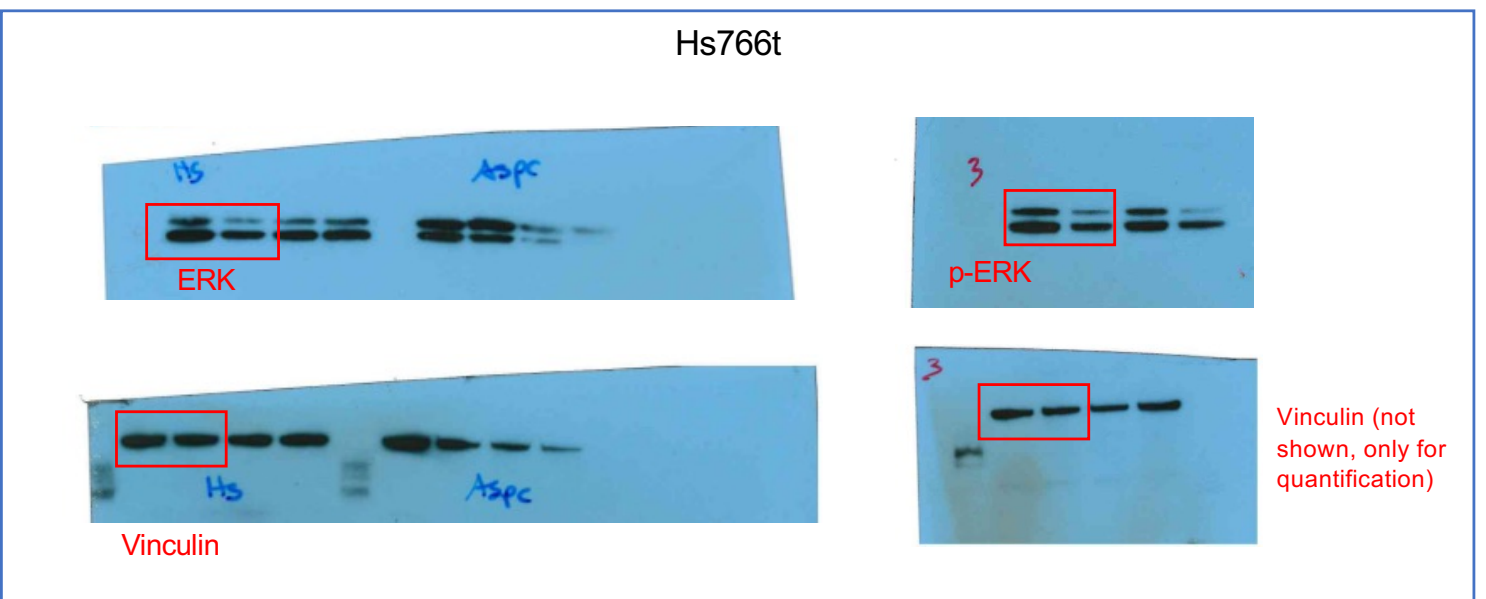 Hs766t
Hs
Aspc
ERK
3
p-ERK
Hs
Aspc
Vinculin
3
Vinculin (not
shown, only for
quantification)